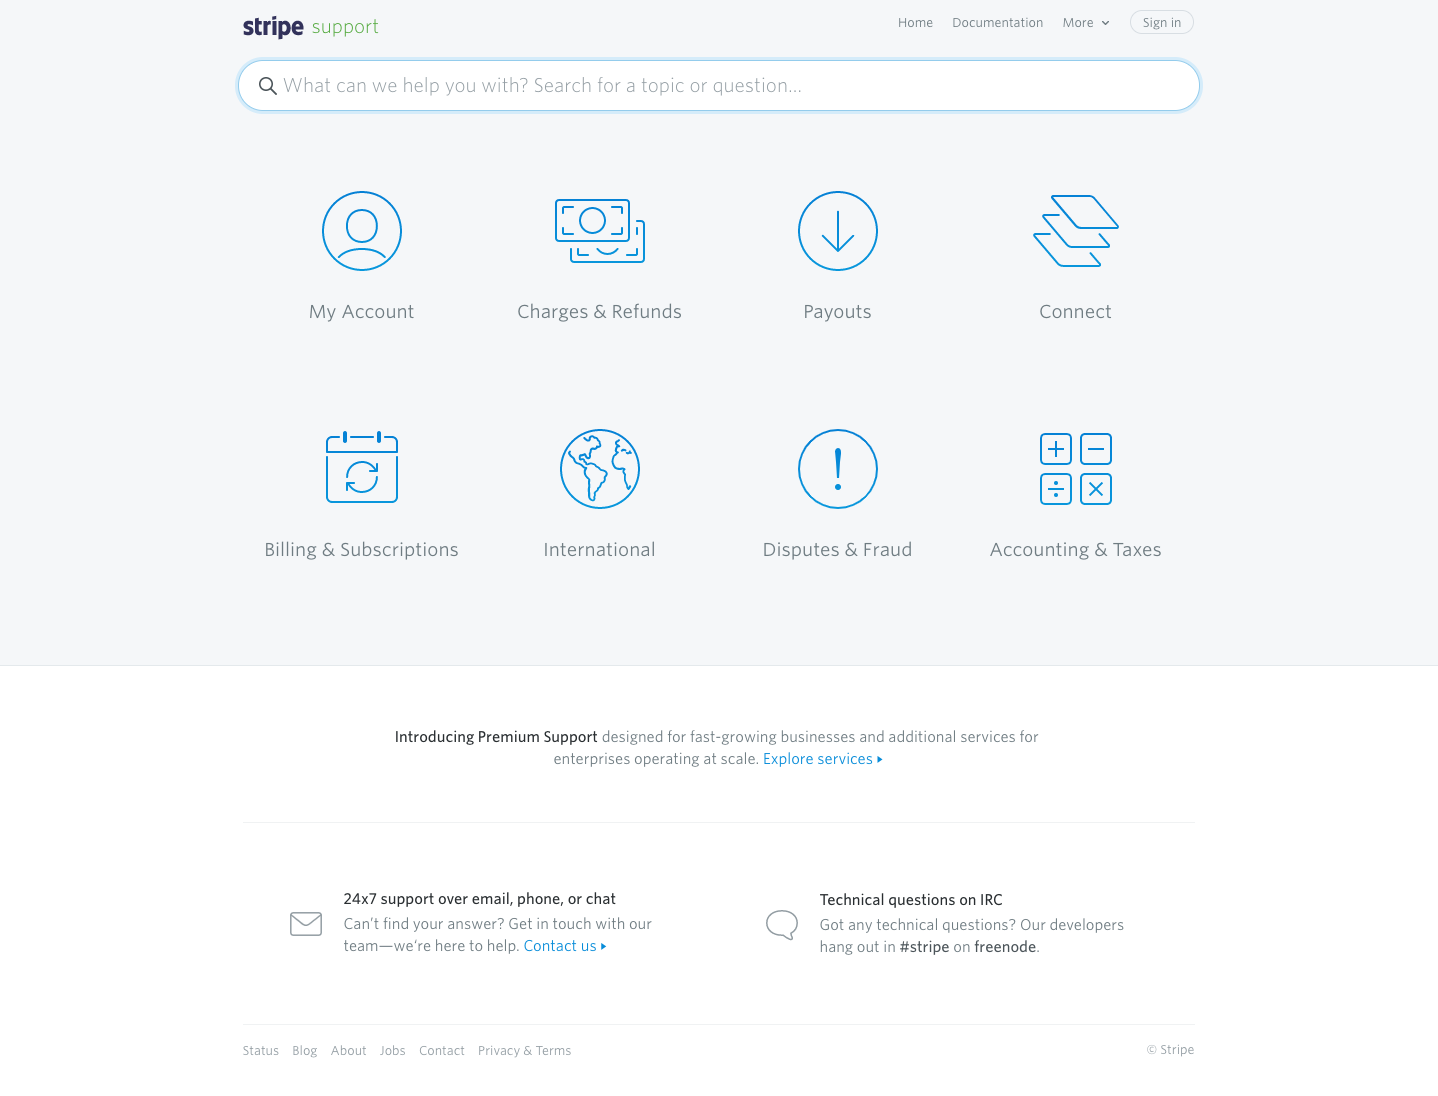 stripe support
Home Documentation More Sign in
What can we help you with? Search for a topic or question...
My Account
Charges & Refunds
Payouts
Connect
Billing & Subscriptions
International
Disputes & Fraud
Accounting & Taxes
Introducing Premium Support designed for fast-growing businesses and additional services for
enterprises operating at scale. Explore services
24x7 support over email, phone, or chat
Can't find your answer? Get in touch with our
team—we're here to help. Contact us
Technical questions on IRC
Got any technical questions? Our developers
hang out in #stripe on freenode.
Status Blog About Jobs Contact Privacy & Terms
© Stripe